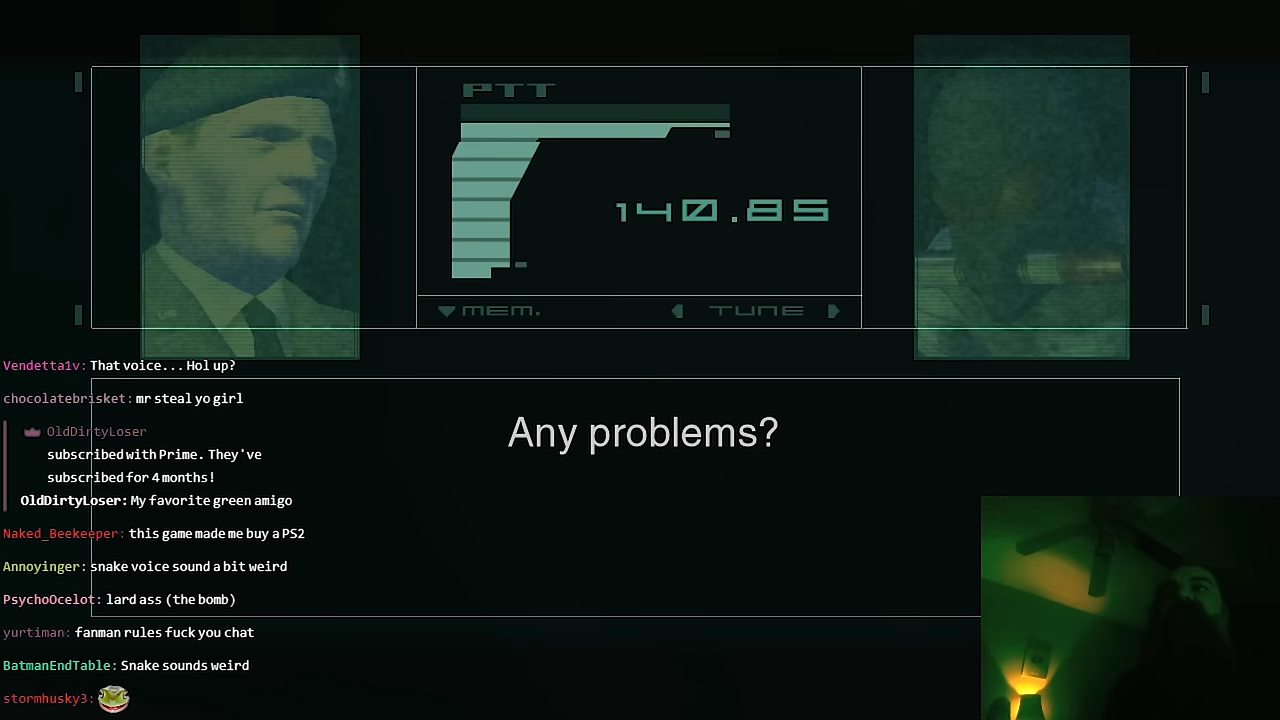 PTT
140.85
MEM.
TUNE
Vendetta1v: That voice... Hol up?
chocolatebrisket: mr steal yo girl
OldDirtyLoser
subscribed with Prime. They've
subscribed for 4 months!
OldDirtyLoser: My favorite green amigo
Naked_Beekeeper: this game made me buy a PS2
Annoyinger: snake voice sound a bit weird
PsychoOcelot: lard ass (the bomb)
yurtiman: fanman rules fuck you chat
BatmanEndTable: Snake sounds weird
stormhusky3:
Any problems?